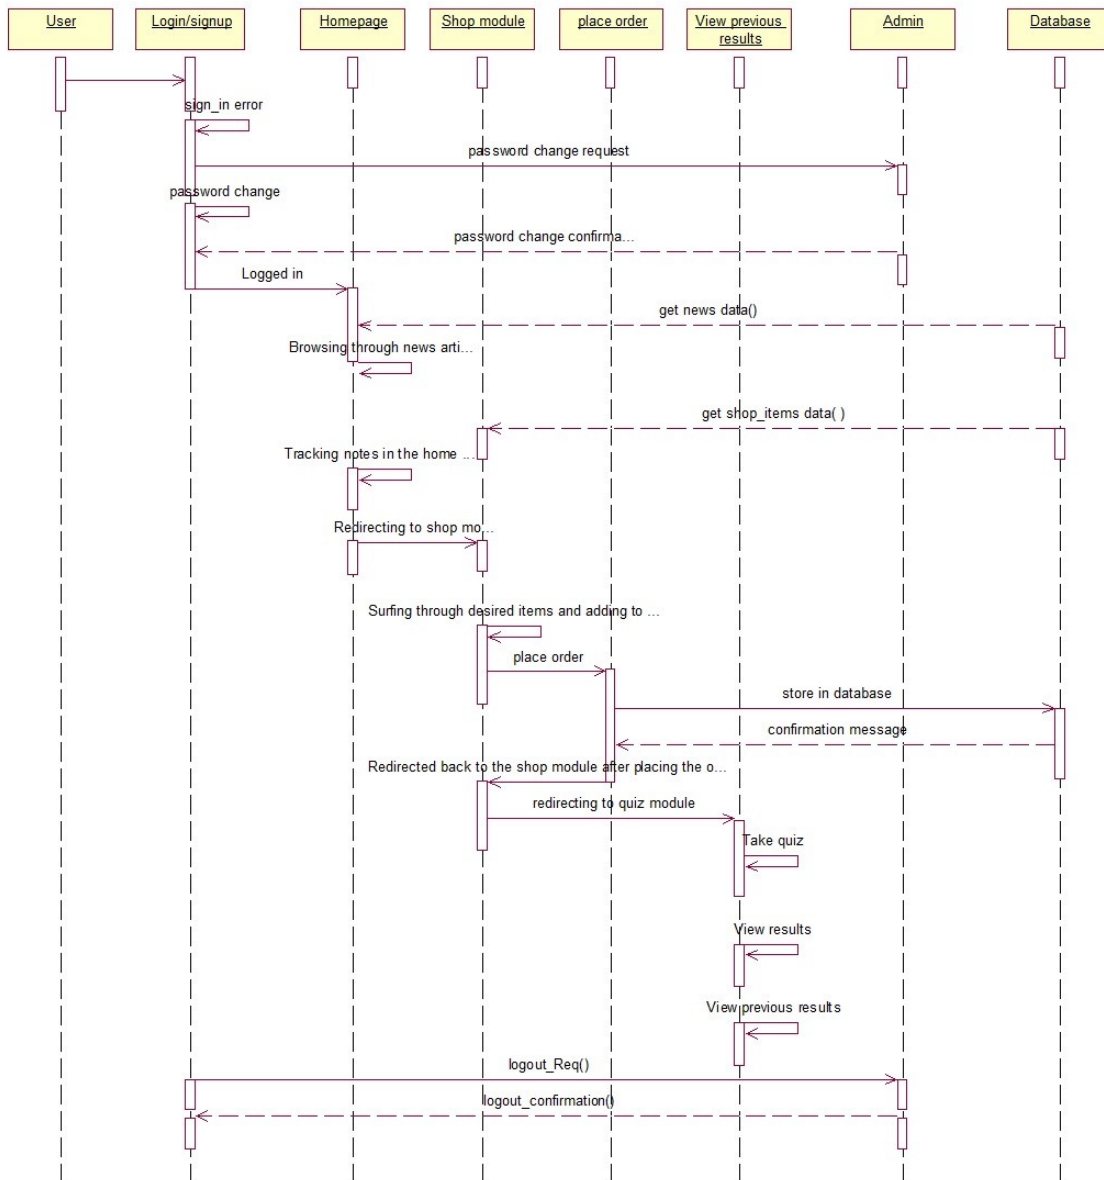 User
Login/signup
Homepage
Shop module
place order
View previous
results
Admin
Database
sign_in error
password change request
password change
password change confirma...
Logged in
get news data()
Browsing through news arti...
get shop_items data( )
Tracking notes in the home ...
Redirecting to shop mo...
Surfing through desired items and adding to ...
place order
store in database
confirmation message
Redirected back to the shop module after placing the o...
redirecting to quiz module
Take quiz
View results
View previous results
logout_Req()
logout_confirmation()